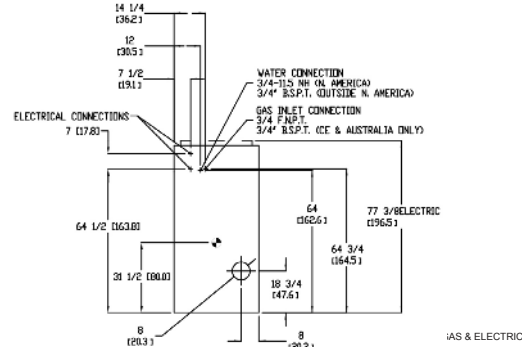 14 1/4
[36.2]
12
[30.5]
7 1/2
[19.1]
WATER CONNECTION
3/4-11.5 NH (N. AMERICA)
3/4" B.S.P.T. (OUTSIDE N. AMERICA)
GAS INLET CONNECTION
3/4 F.N.P.T.
3/4" B.S.P.T. (CE & AUSTRALIA ONLY)
ELECTRICAL CONNECTIONS
7 [17.8]
64 1/2 [163.8]
64
[162.6]
77 3/8ELECTRIC
[196.5]
64 3/4
[164.5]
31 1/2 [80.0]
18 3/4
[47.6]
8
[20.3]
8
[20.3]
GAS & ELECTRIC